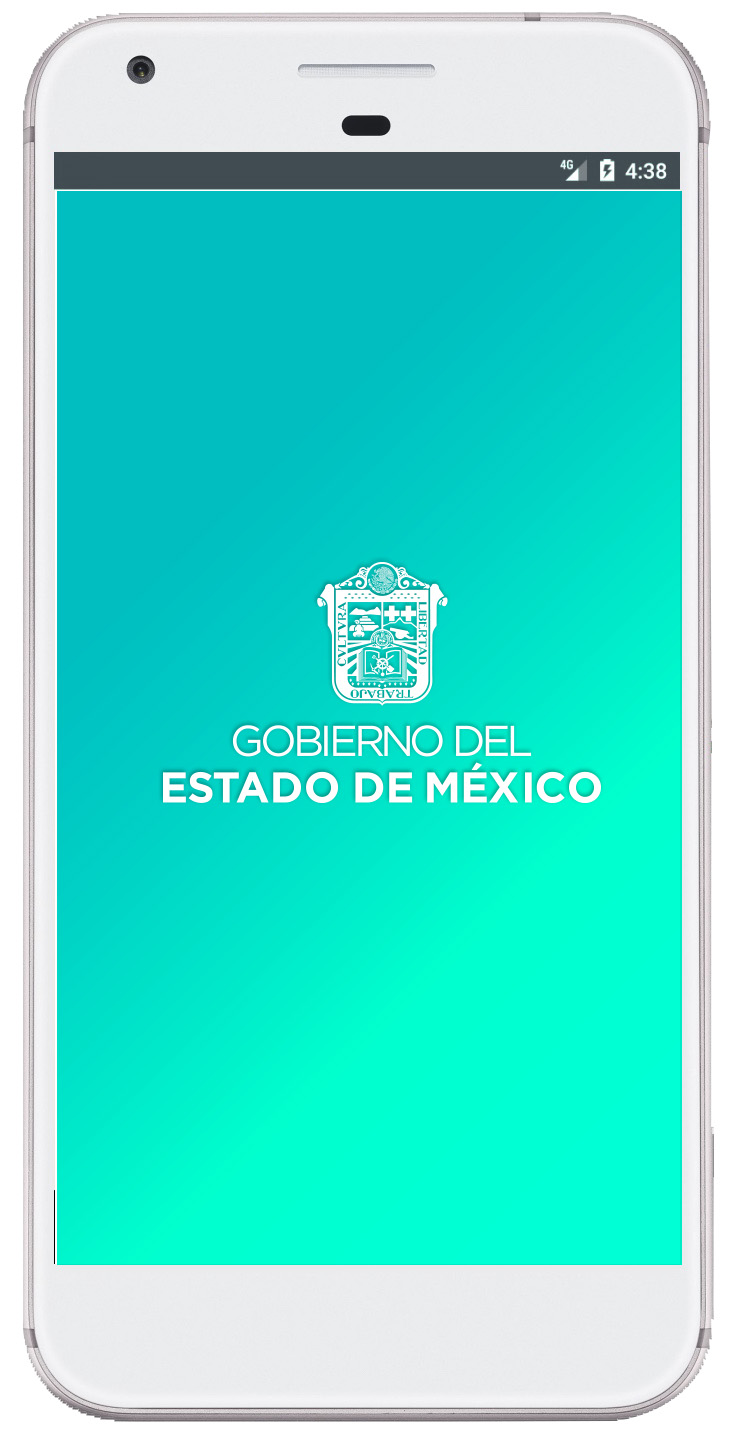 4G 4:38
CVLTVRA
LIBERTAD
TRABAJO
GOBIERNO DEL
ESTADO DE MÉXICO